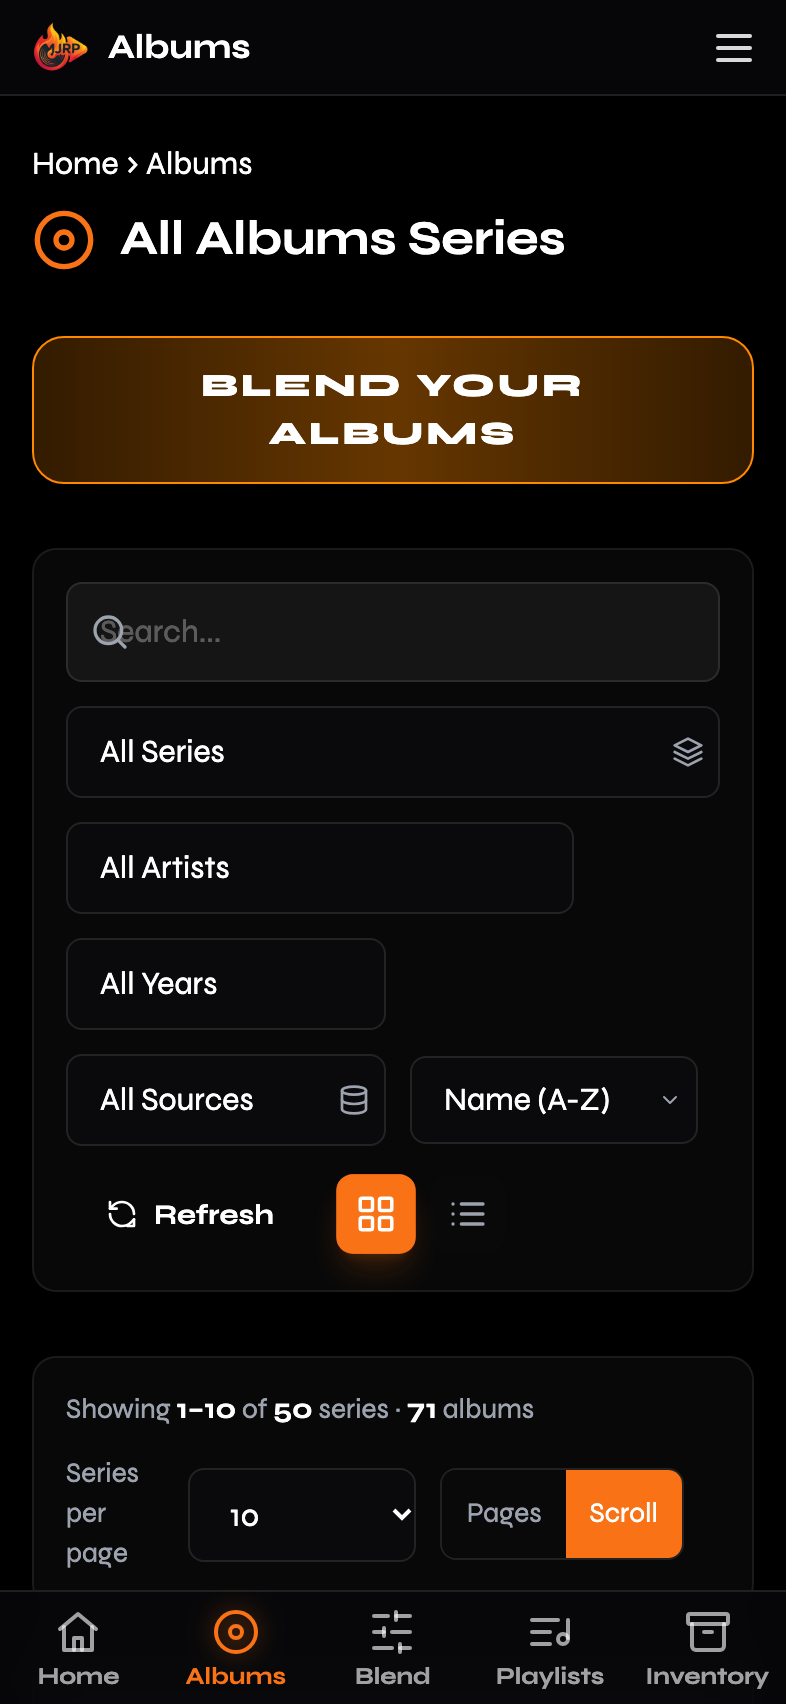 MJRP
Albums
Home › Albums
All Albums Series
BLEND YOUR
ALBUMS
Search...
All Series
All Artists
All Years
All Sources
Name (A-Z)
Refresh
Showing 1–10 of 50 series · 71 albums
Series
per
page
10
Pages
Scroll
Home
Albums
Blend
Playlists
Inventory